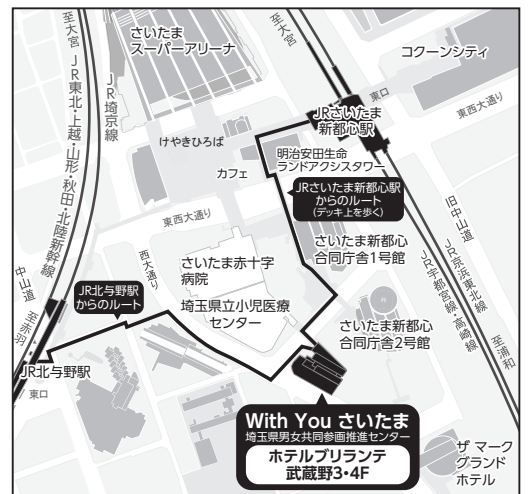 至大宮
JR東北・上越・山形・秋田・北陸新幹線
JR埼京線
さいたま
スーパーアリーナ
至大宮
コクーンシティ
JRさいたま
新都心駅
東口
東西大通り
けやきひろば
明治安田生命
ランドアクシスタワー
カフェ
JRさいたま新都心駅
からのルート
(デッキ上を歩く)
東西大通り
西大通り
さいたま新都心
合同庁舎1号館
旧中山道
JR京浜東北線
JR宇都宮線・高崎線
至浦和
中山道
至赤羽
JR北与野駅
からのルート
さいたま赤十字
病院
埼玉県立小児医療
センター
さいたま新都心
合同庁舎2号館
JR北与野駅
東口
With You さいたま
埼玉県男女共同参画推進センター
ホテルブリランテ
武蔵野3・4F
ザ マーク
グランド
ホテル